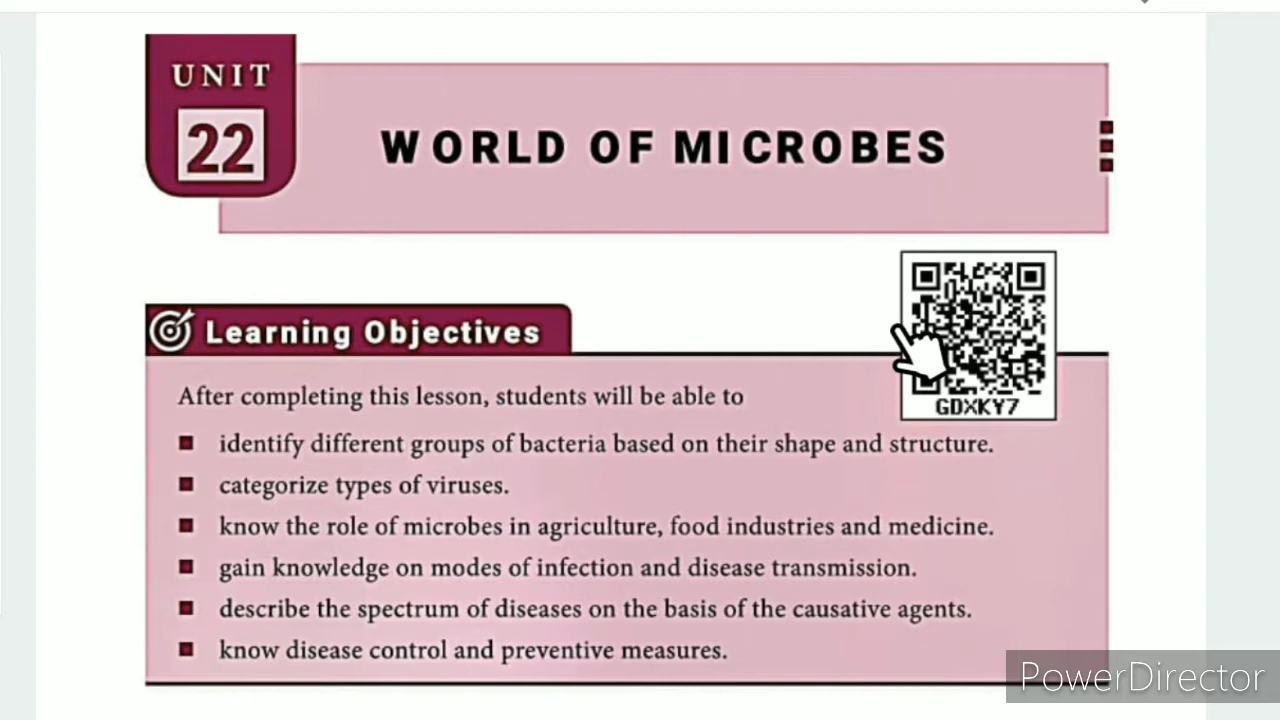 UNIT
22
WORLD OF MICROBES
GDXKY7
Learning Objectives
After completing this lesson, students will be able to
identify different groups of bacteria based on their shape and structure.
categorize types of viruses.
know the role of microbes in agriculture, food industries and medicine.
gain knowledge on modes of infection and disease transmission.
describe the spectrum of diseases on the basis of the causative agents.
know disease control and preventive measures.
PowerDirector